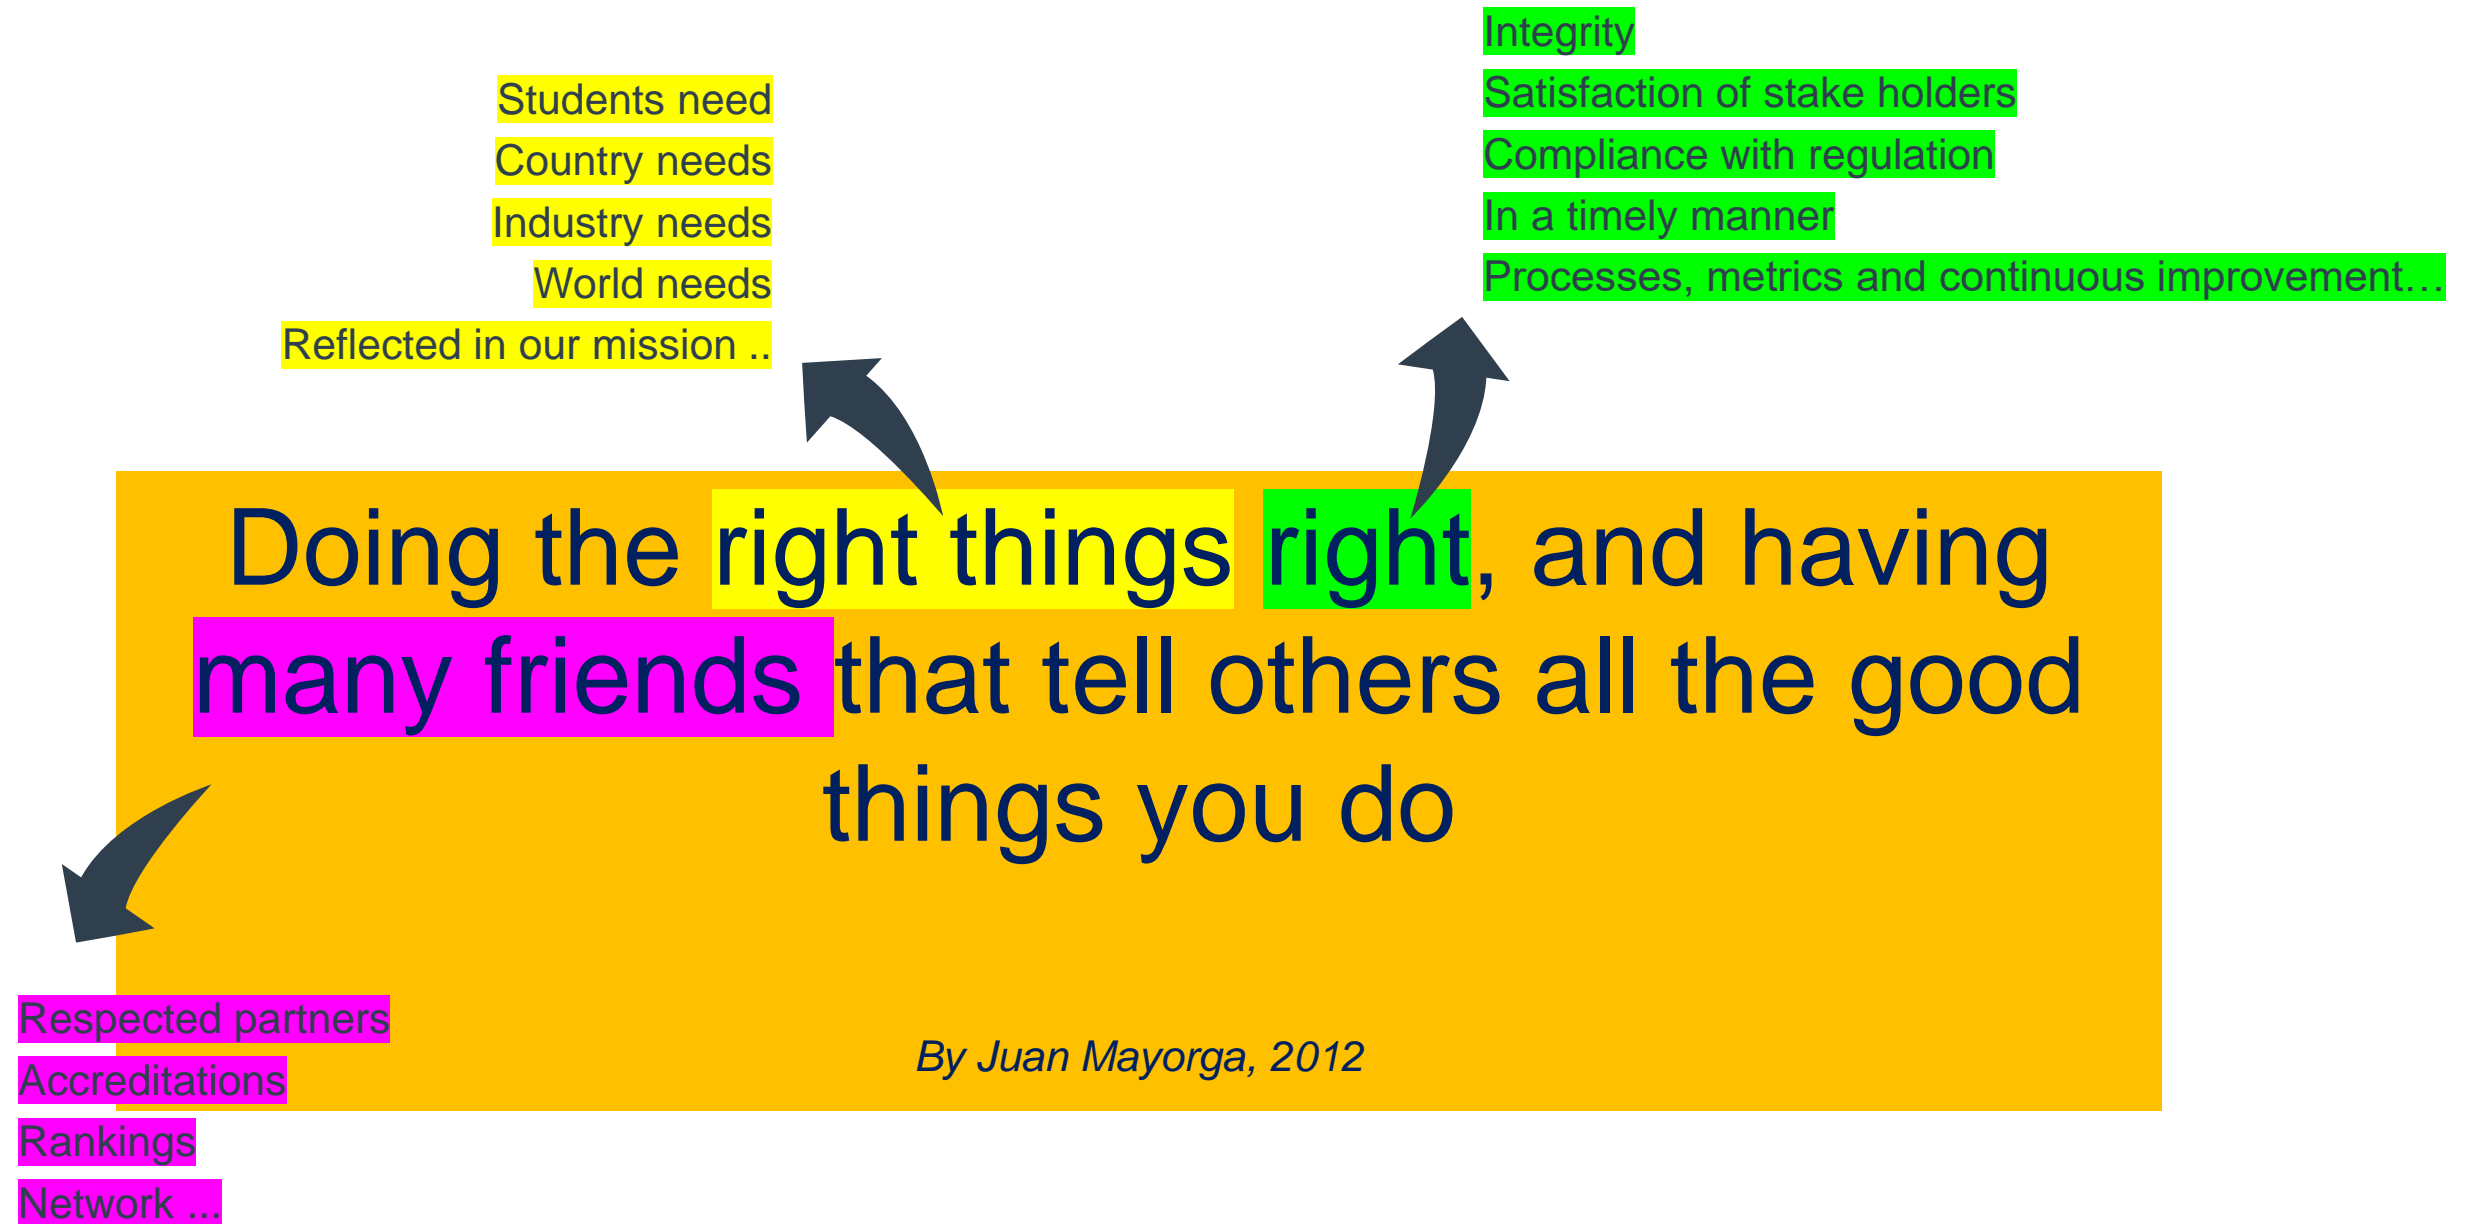 Integrity
Satisfaction of stake holders
Compliance with regulation
In a timely manner
Processes, metrics and continuous improvement…
Students need
Country needs
Industry needs
World needs
Reflected in our mission ..
Doing the right things right, and having
many friends that tell others all the good
things you do
By Juan Mayorga, 2012
Respected partners
Accreditations
Rankings
Network ...